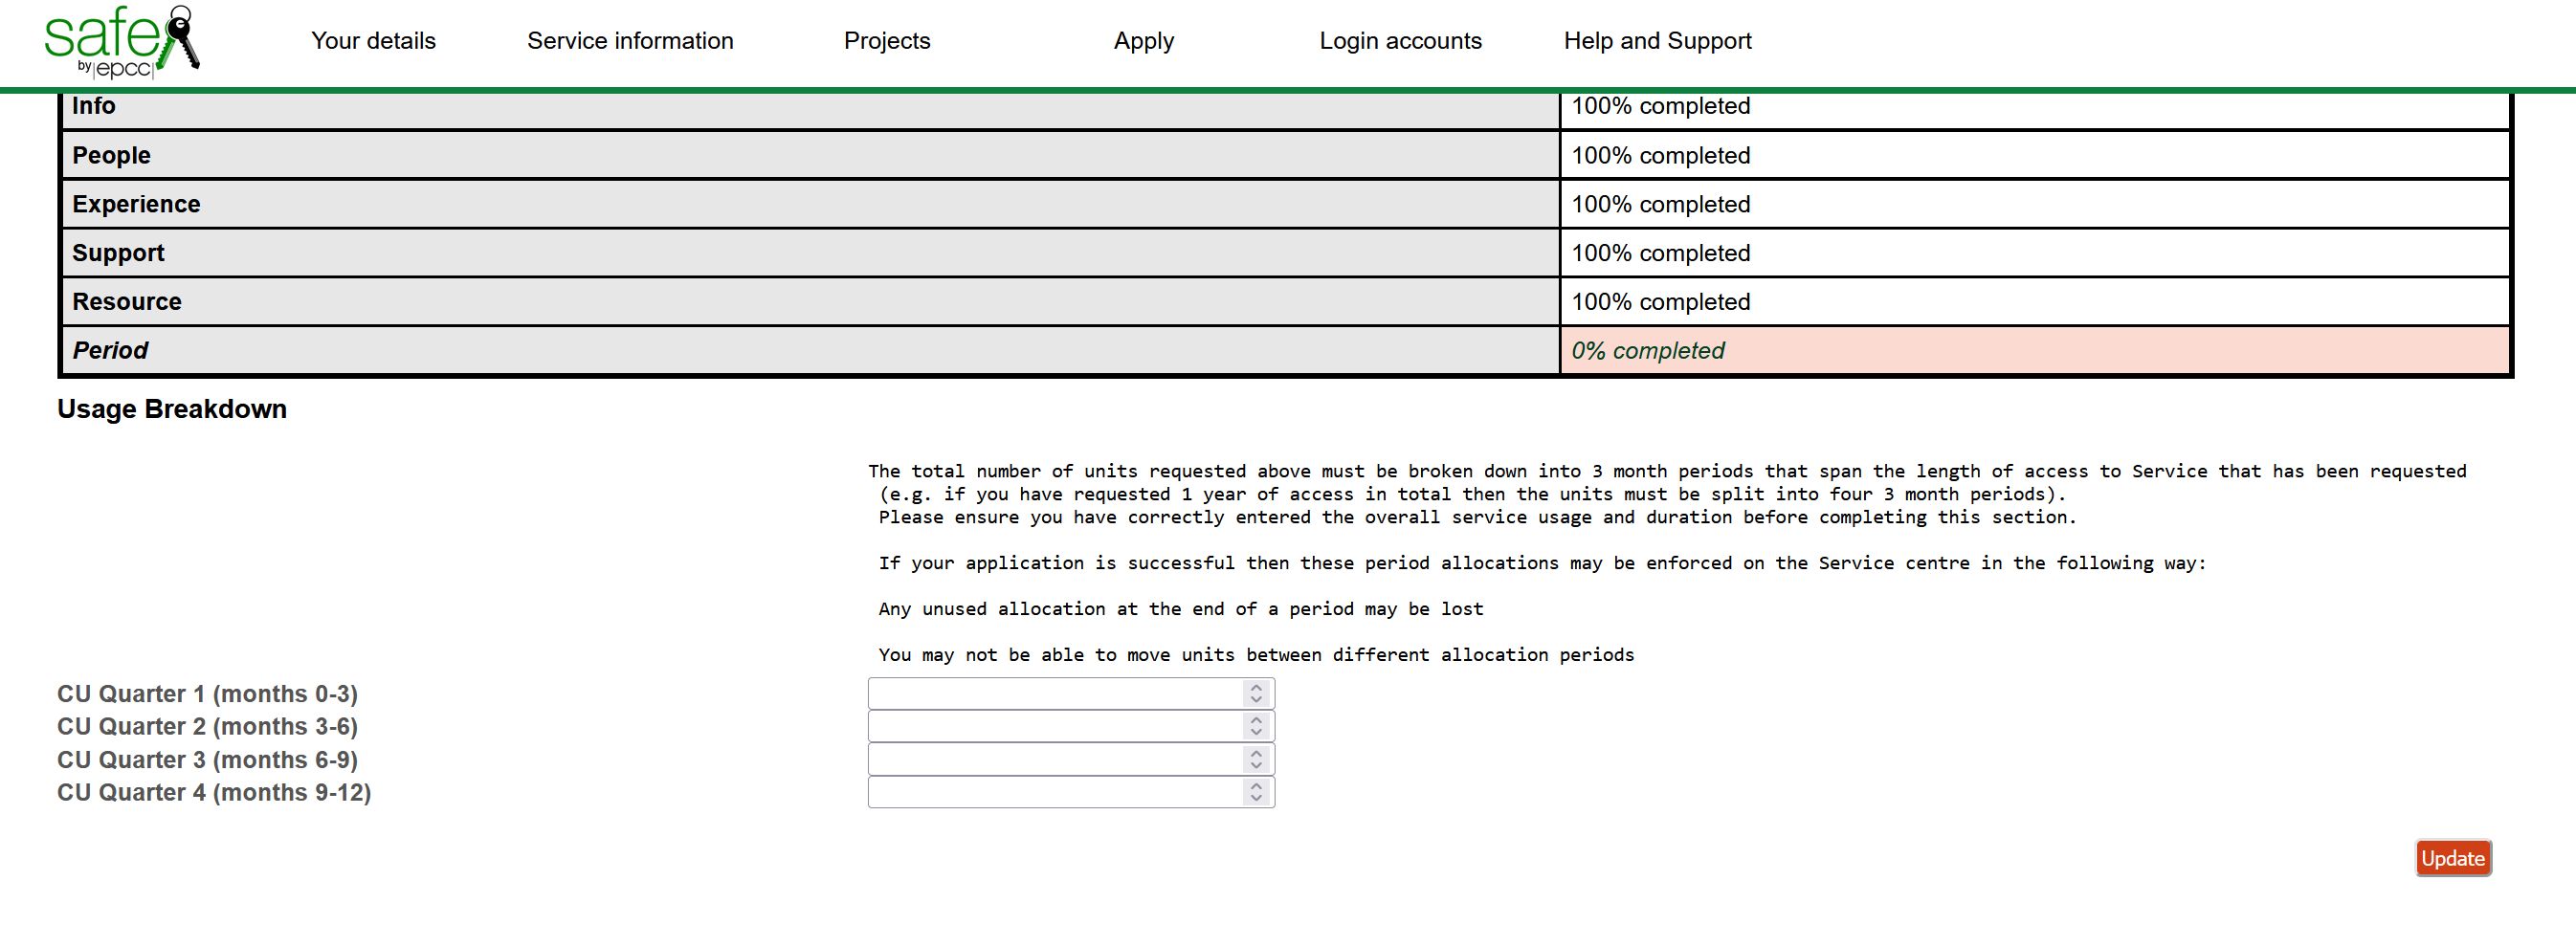 safe
by |epcc|
Your details
Service information
Projects
Apply
Login accounts
Help and Support
Info 100% completed
People 100% completed
Experience 100% completed
Support 100% completed
Resource 100% completed
Period 0% completed
Usage Breakdown
The total number of units requested above must be broken down into 3 month periods that span the length of access to Service that has been requested
(e.g. if you have requested 1 year of access in total then the units must be split into four 3 month periods).
Please ensure you have correctly entered the overall service usage and duration before completing this section.
If your application is successful then these period allocations may be enforced on the Service centre in the following way:
Any unused allocation at the end of a period may be lost
You may not be able to move units between different allocation periods
CU Quarter 1 (months 0-3)
CU Quarter 2 (months 3-6)
CU Quarter 3 (months 6-9)
CU Quarter 4 (months 9-12)
Update